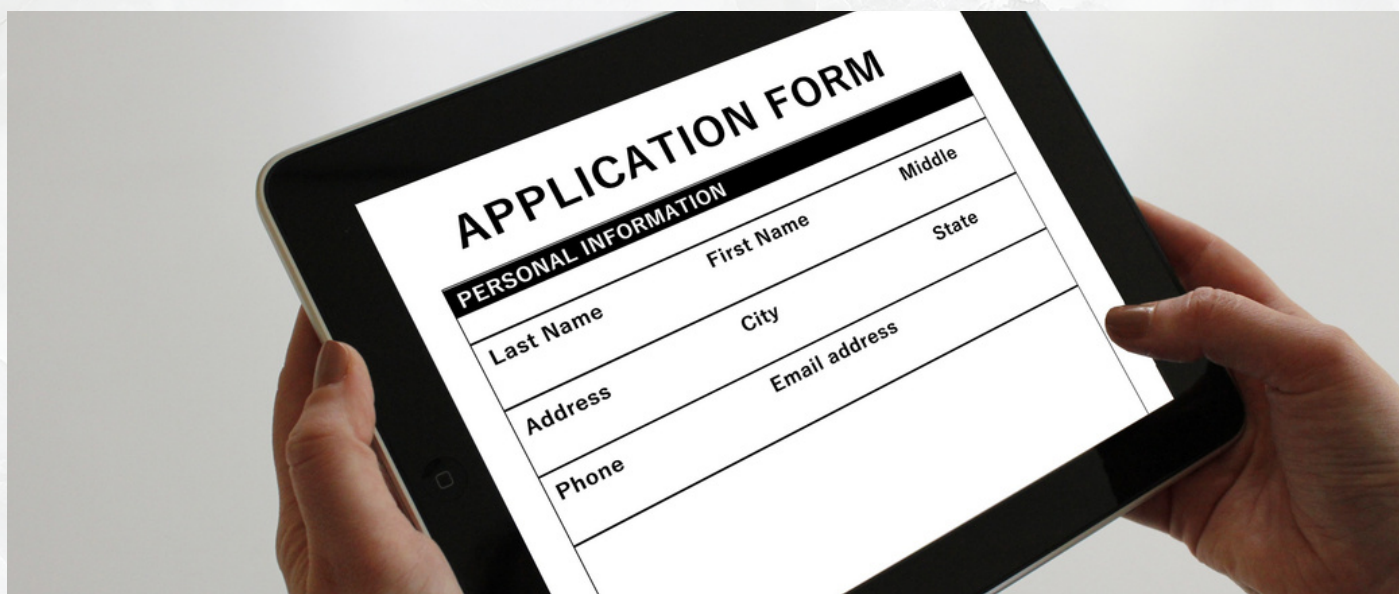 APPLICATION FORM
PERSONAL INFORMATION
Last Name First Name Middle
Address City State
Phone Email address